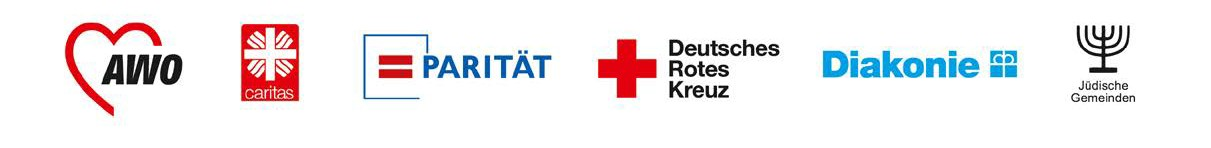 AWO
caritas
PARITÄT
Deutsches
Rotes
Kreuz
Diakonie
Jüdische
Gemeinden